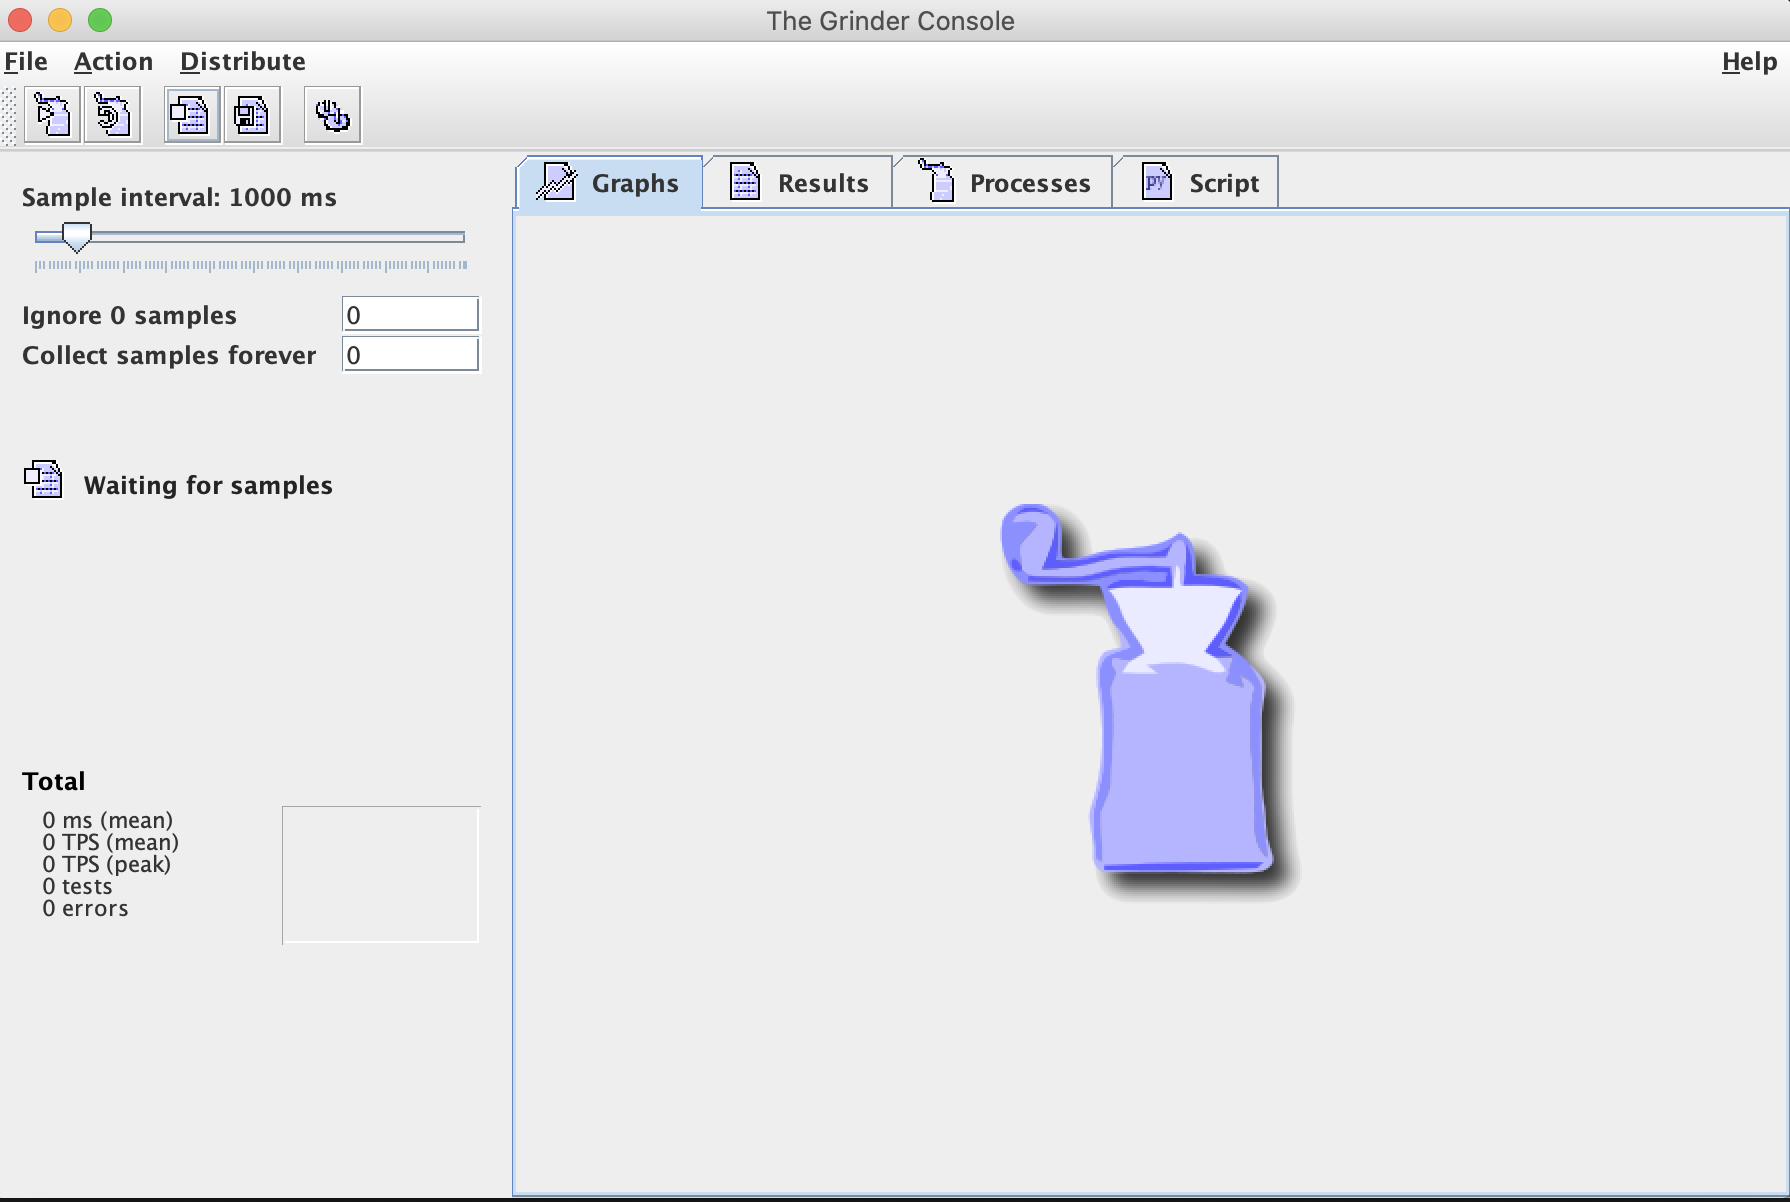 The Grinder Console
File Action Distribute Help
Graphs Results Processes py Script
Sample interval: 1000 ms
Ignore 0 samples 0
Collect samples forever 0
Waiting for samples
Total
0 ms (mean)
0 TPS (mean)
0 TPS (peak)
0 tests
0 errors